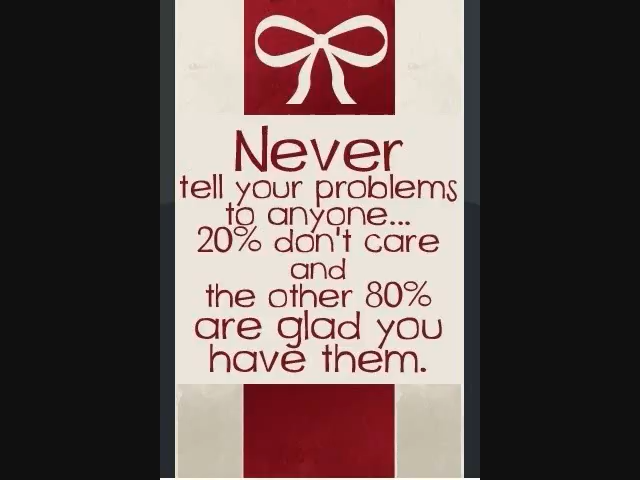 Never
tell your problems
to anyone...
20% don't care
and
the other 80%
are glad you
have them.